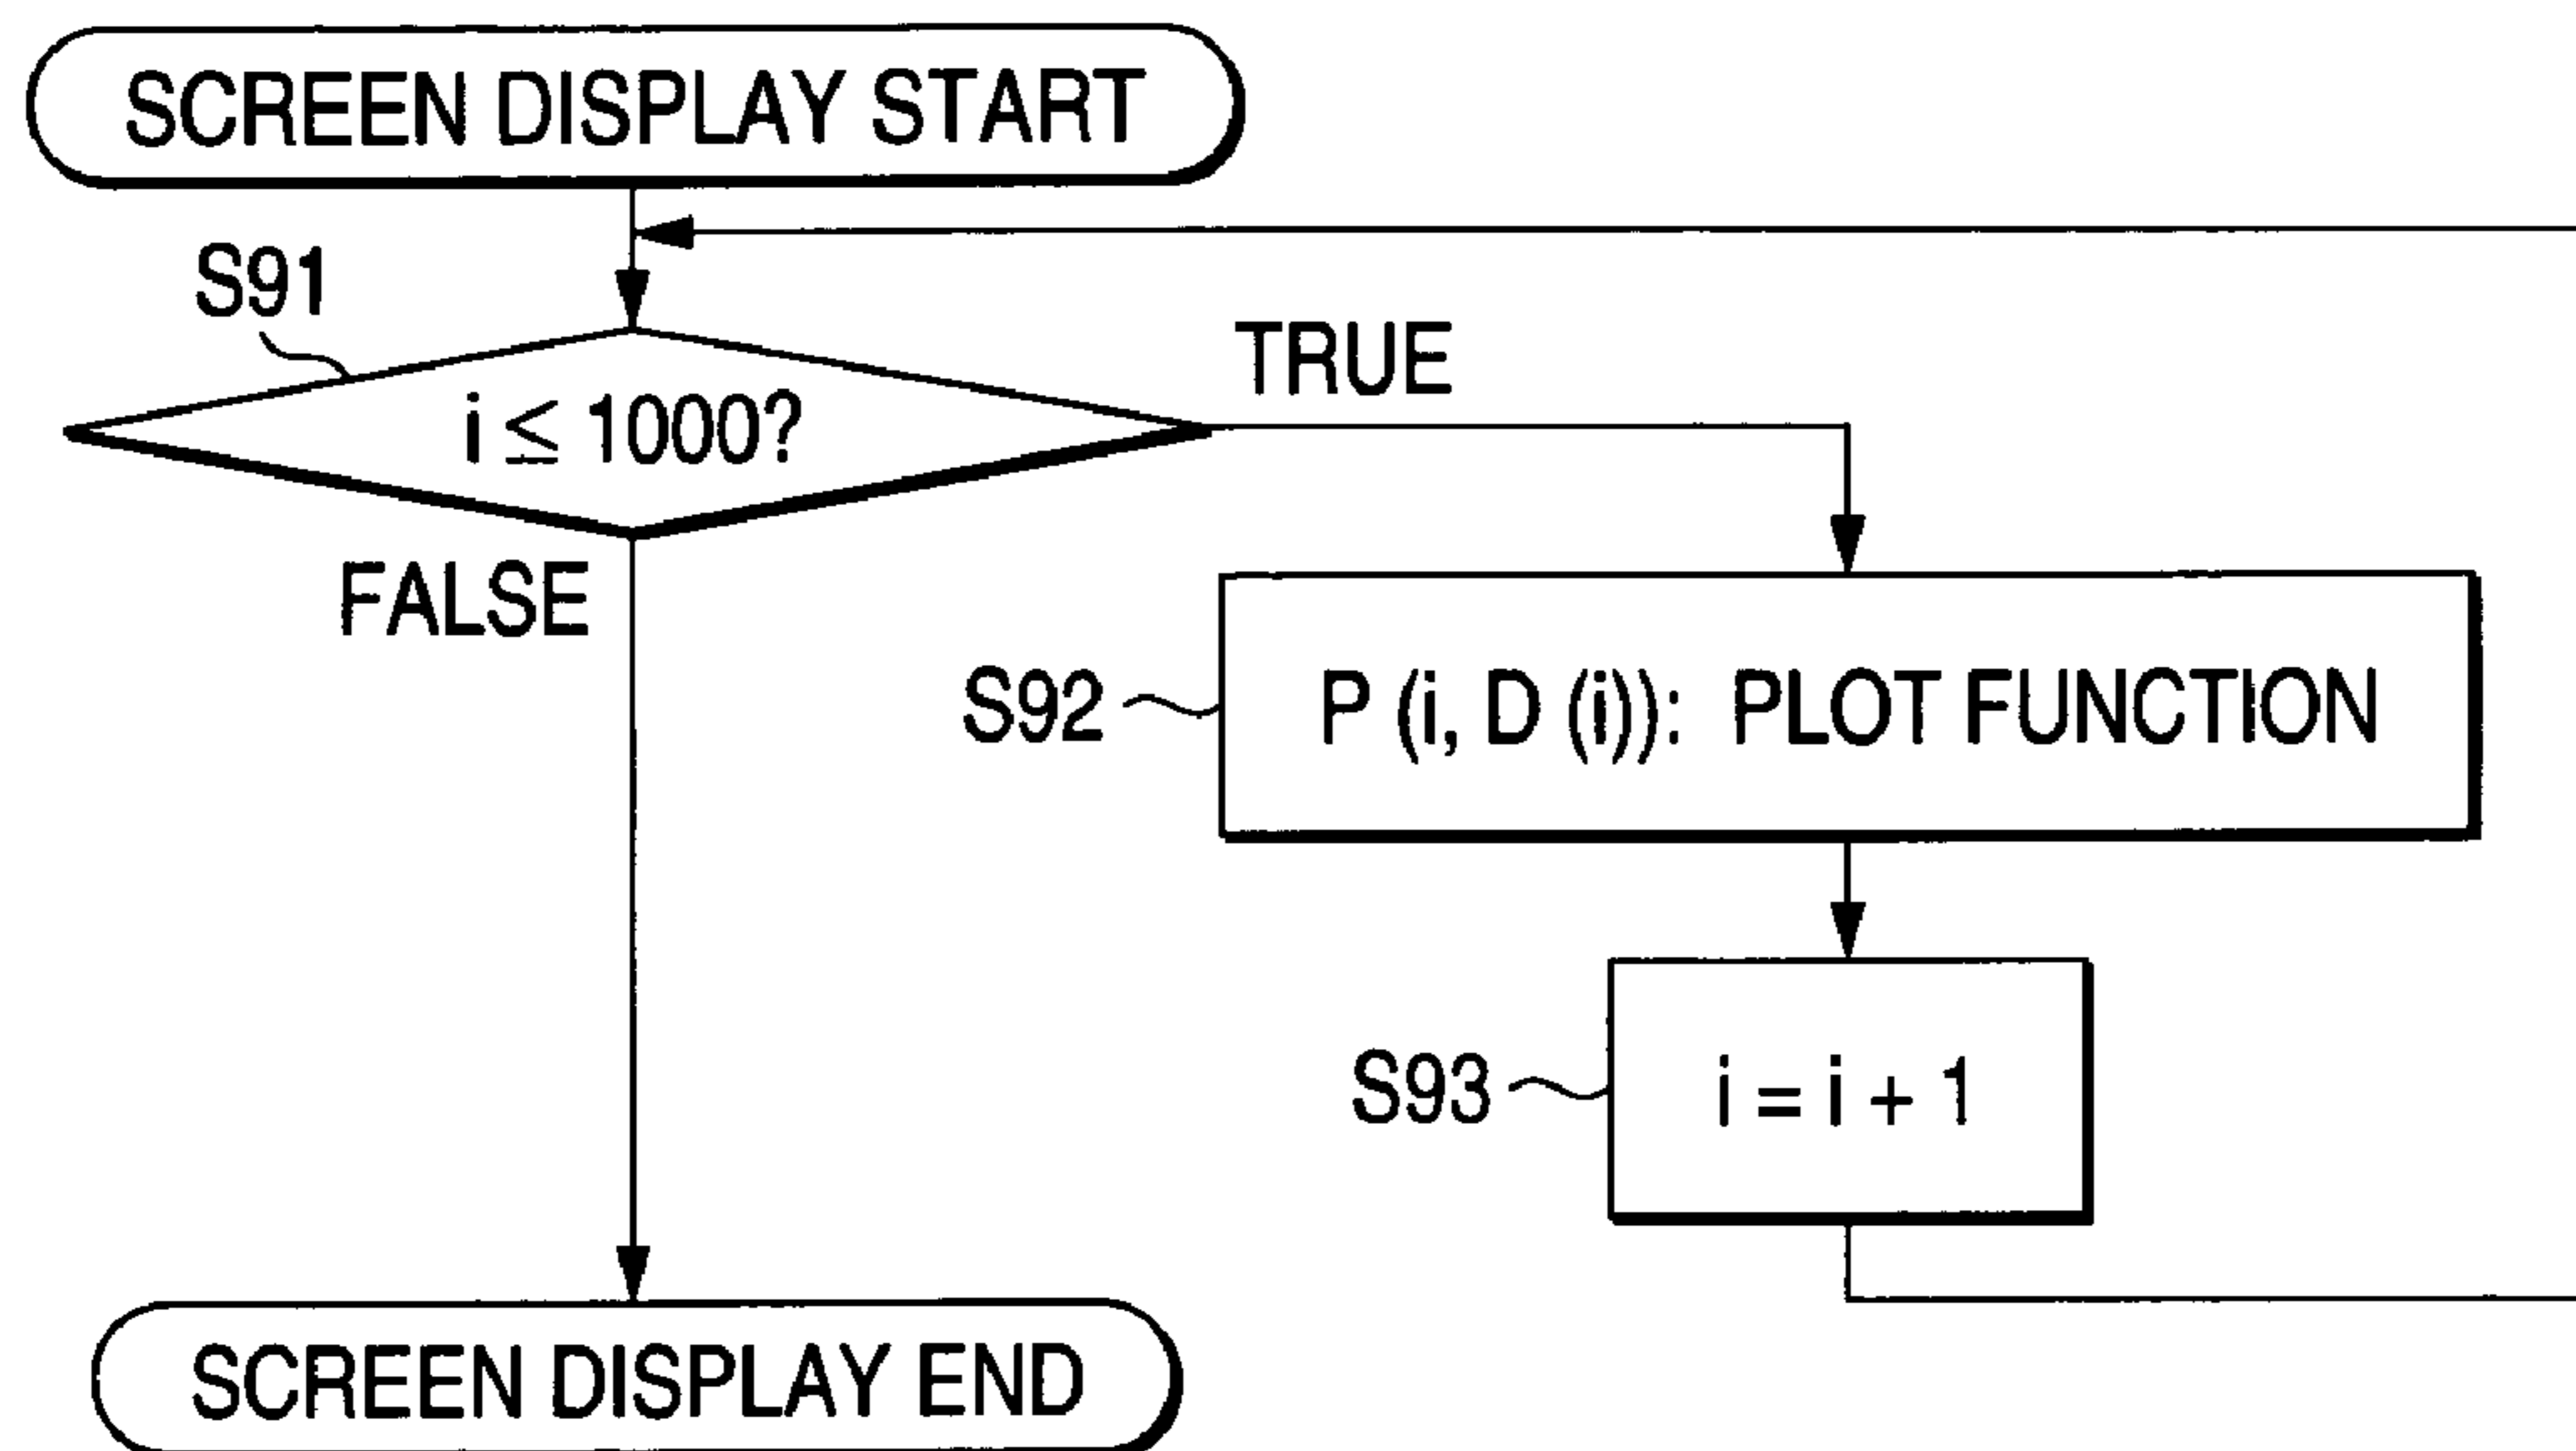 SCREEN DISPLAY START
S91
i ≤ 1000?
TRUE
FALSE
S92
P (i, D (i)): PLOT FUNCTION
S93
i = i + 1
SCREEN DISPLAY END